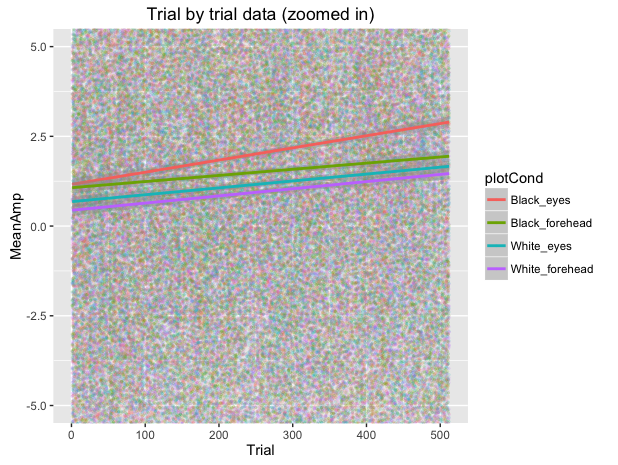 Trial by trial data (zoomed in)
5.0
2.5
0.0
-2.5
-5.0
MeanAmp
0
100
200
300
400
500
Trial
plotCond
Black_eyes
Black_forehead
White_eyes
White_forehead